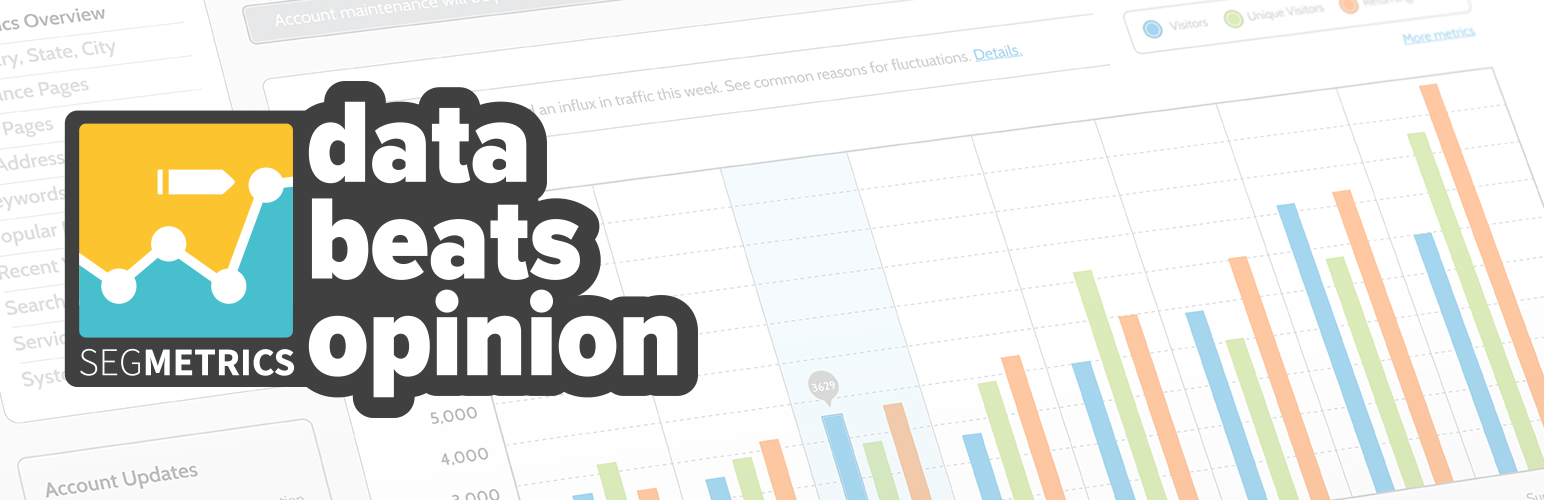 cs Overview
ry, State, City
nce Pages
Pages
Address
eywords
opular
Recent
Search
Servic
Syste
Account Updates
Account maintenance will be
an influx in traffic this week. See common reasons for fluctuations. Details.
Visitors
Unique Visitors
Returning
More metrics
data
beats
opinion
SEGMETRICS
3629
5,000
4,000
3,000